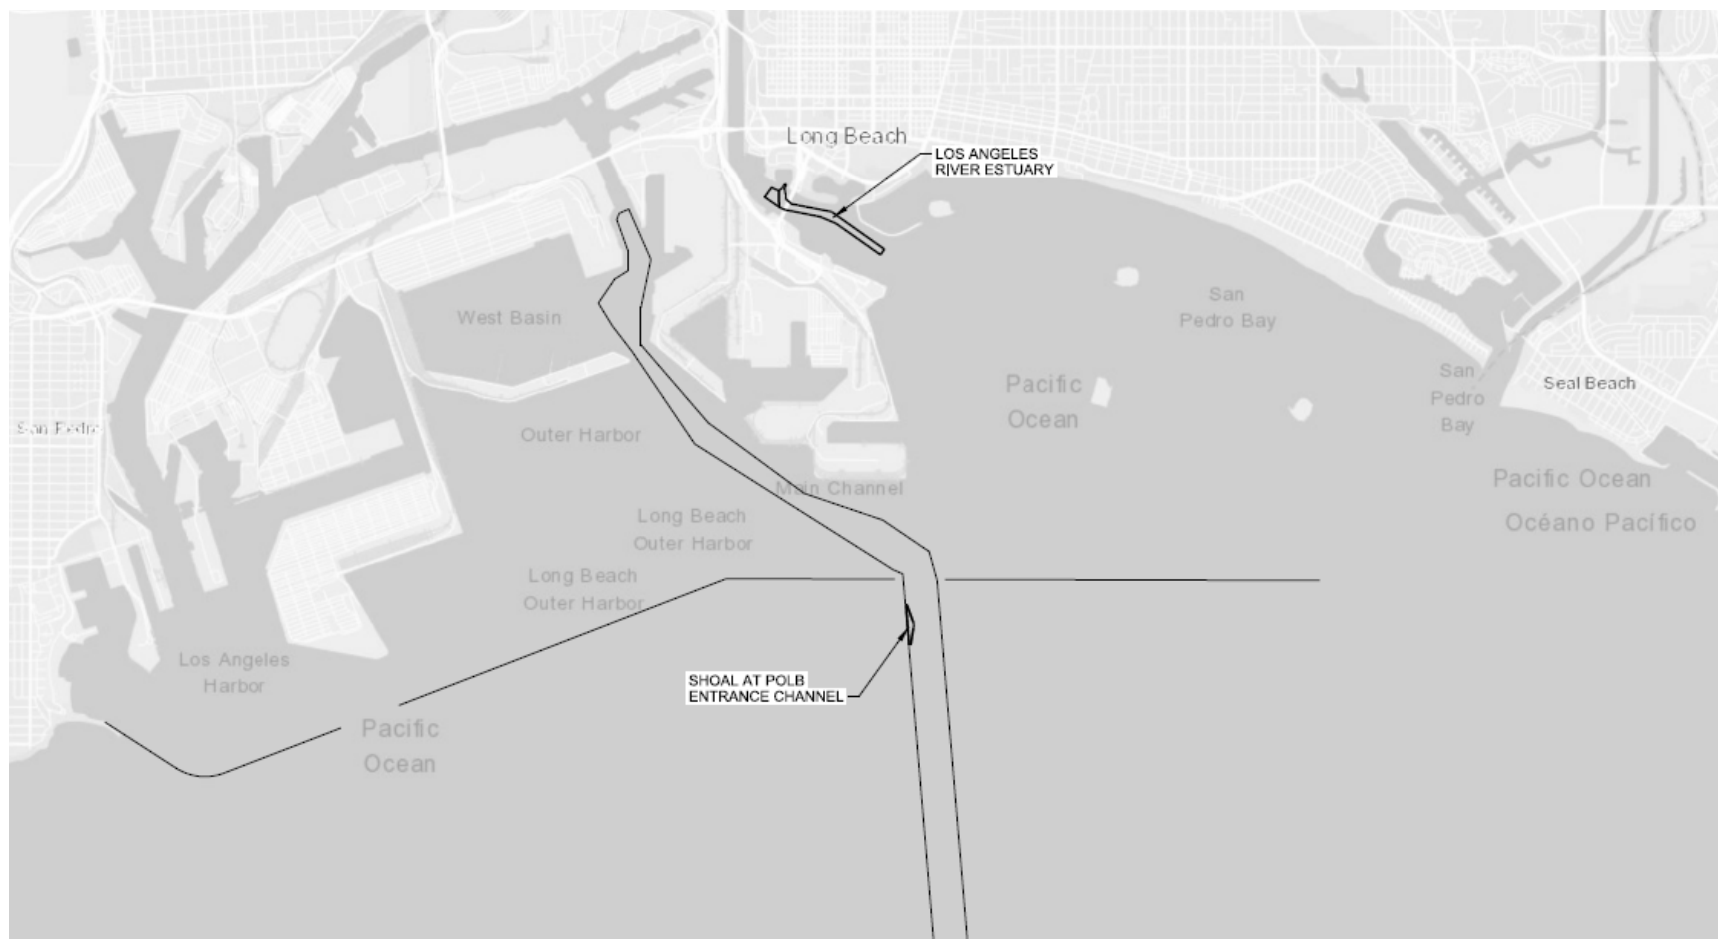 Long Beach
LOS ANGELES
RIVER ESTUARY
West Basin
San
Pedro Bay
Pacific
Ocean
San
Pedro
Bay
Seal Beach
San Pedro
Outer Harbor
Main Channel
Pacific Ocean
Océano Pacífico
Long Beach
Outer Harbor
Long Beach
Outer Harbor
Los Angeles
Harbor
SHOAL AT POLB
ENTRANCE CHANNEL
Pacific
Ocean